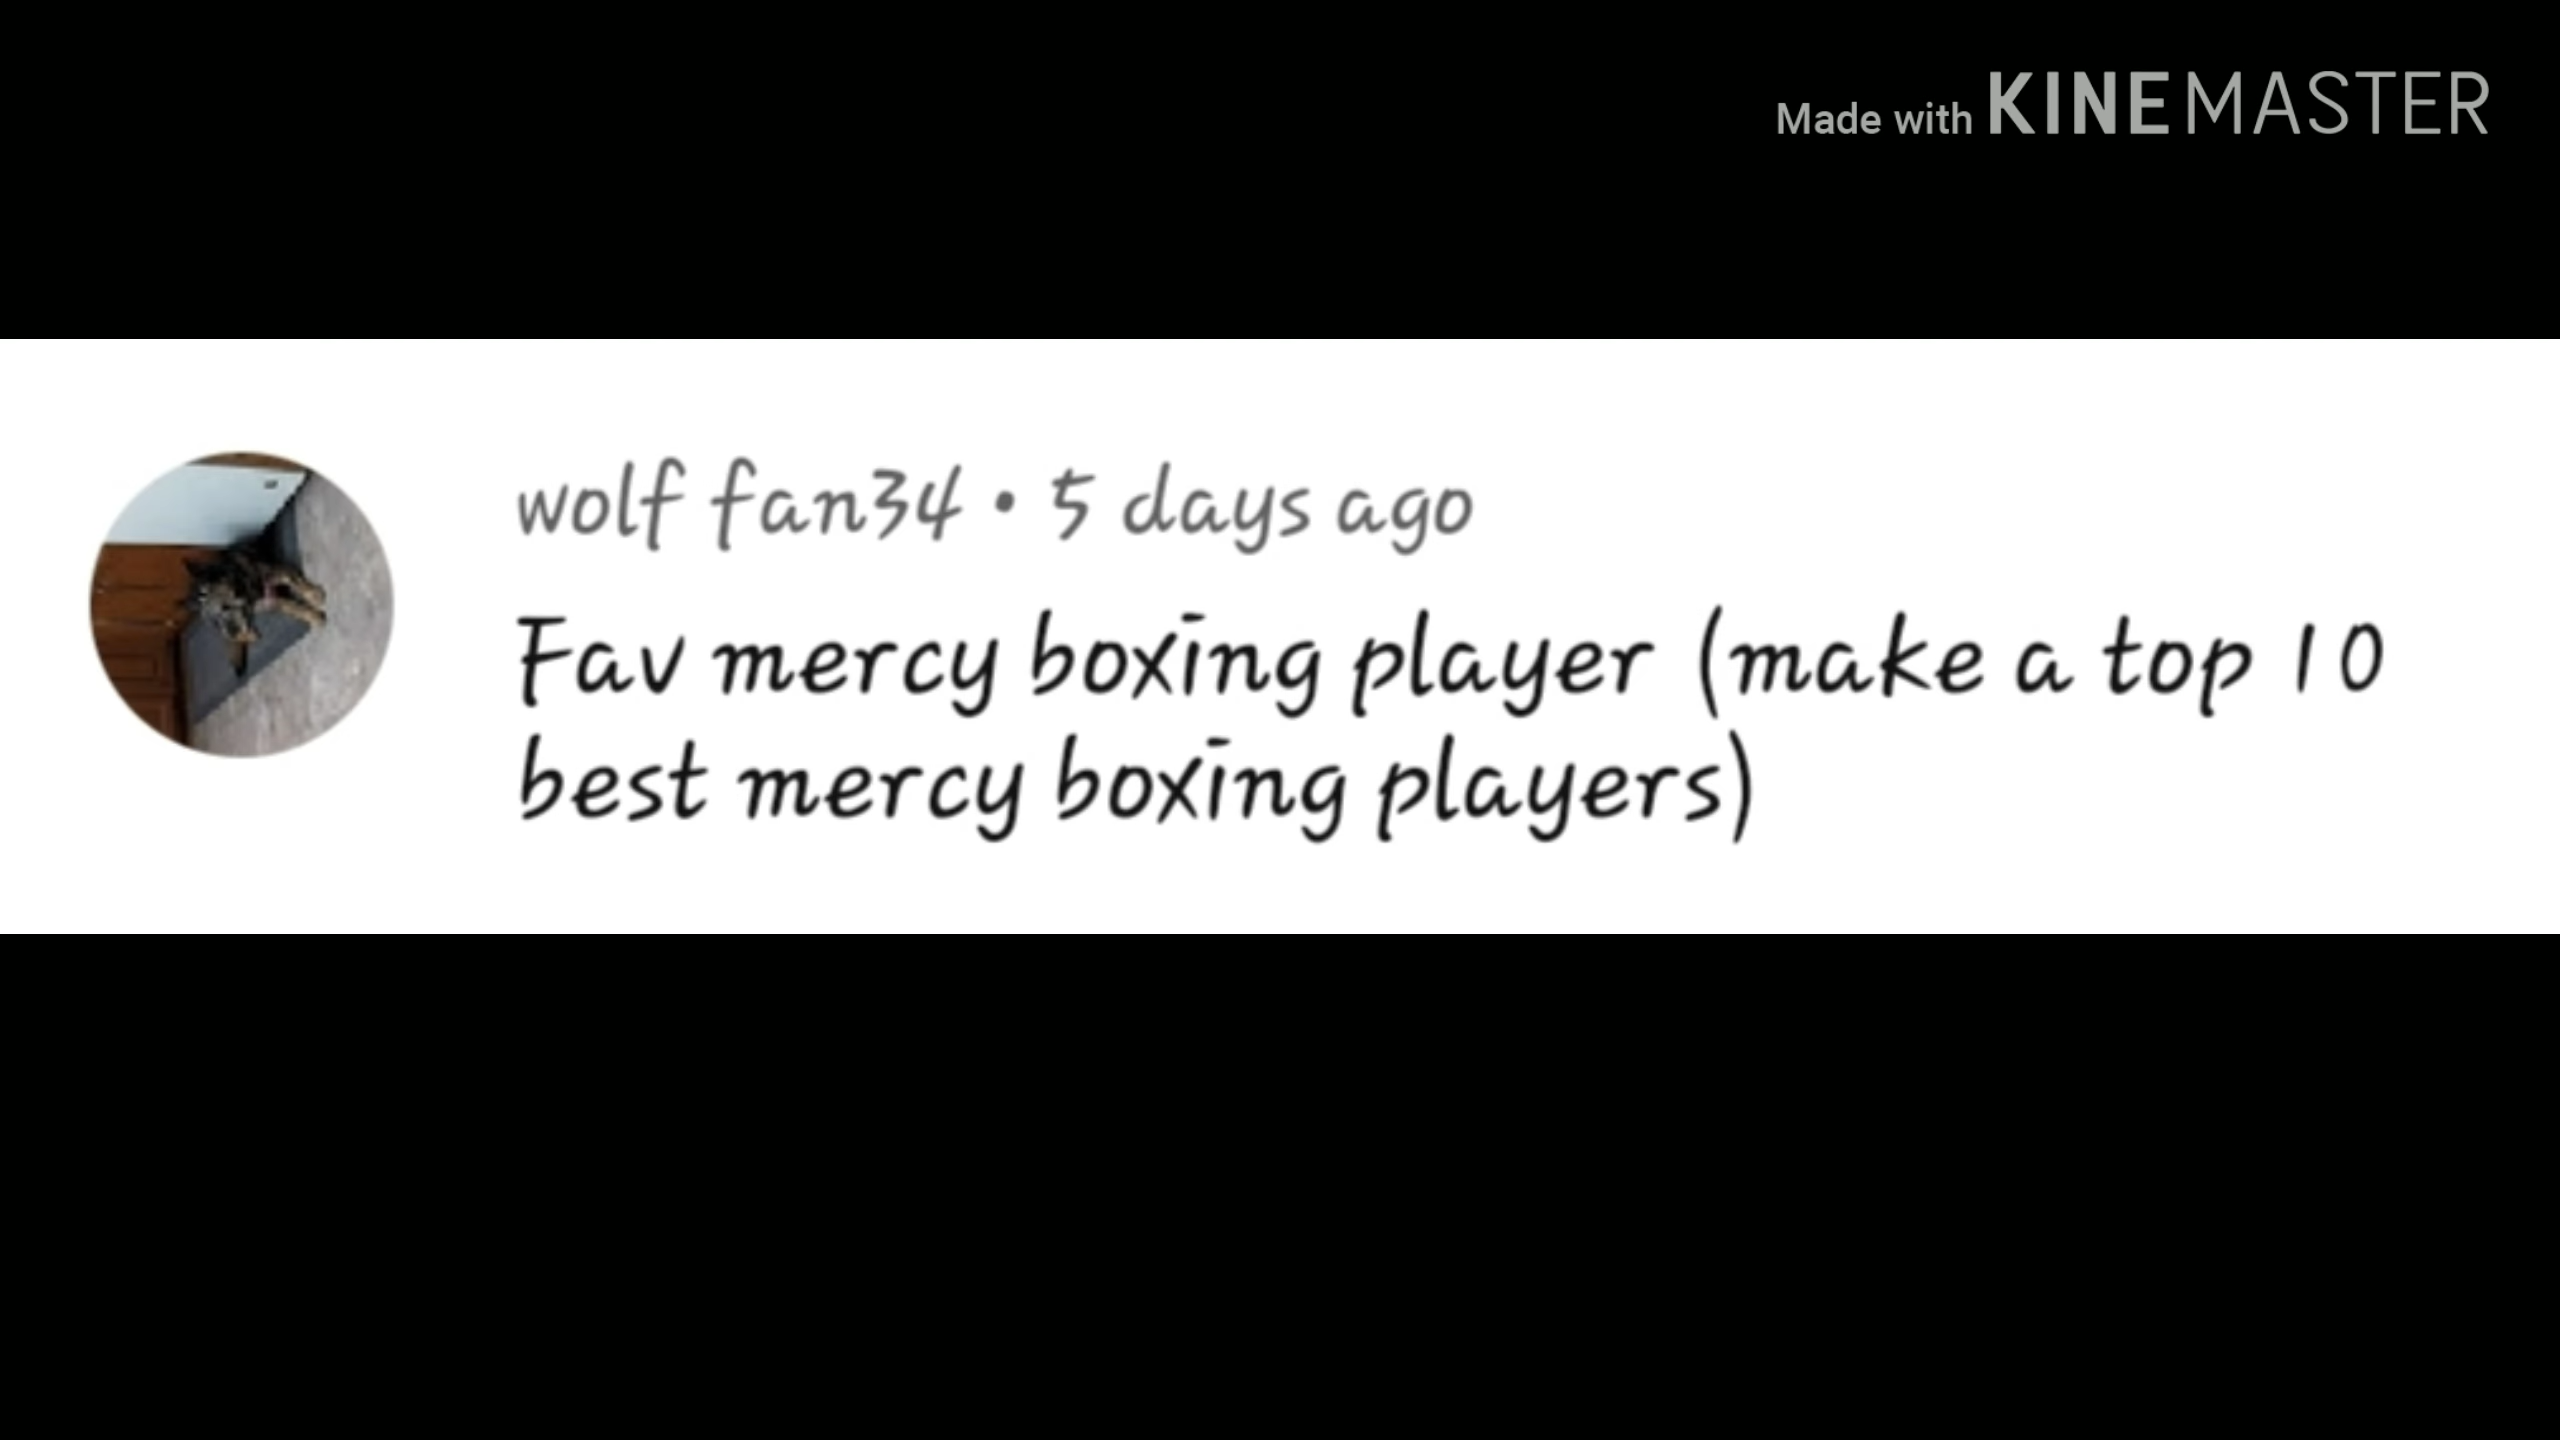 Made with KINEMASTER
wolf fan34 • 5 days ago
Fav mercy boxing player (make a top 10
best mercy boxing players)